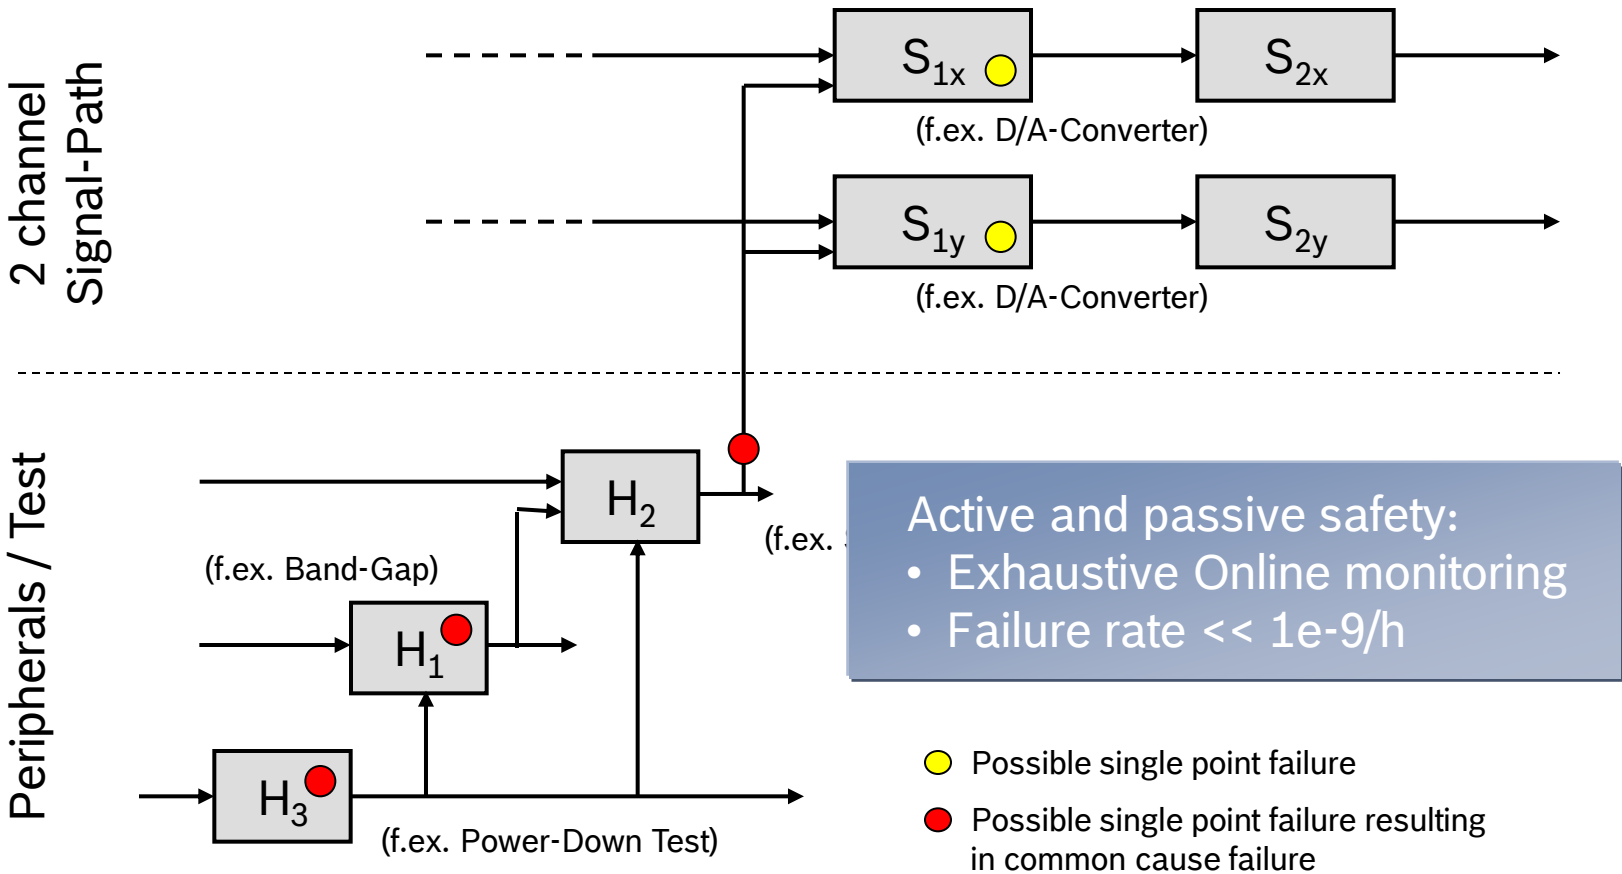 2 channel
Signal-Path
S1x
S2x
(f.ex. D/A-Converter)
S1y
S2y
(f.ex. D/A-Converter)
Peripherals / Test
H2
(f.ex.
(f.ex. Band-Gap)
H1
H3
(f.ex. Power-Down Test)
Active and passive safety:
• Exhaustive Online monitoring
• Failure rate << 1e-9/h
Possible single point failure
Possible single point failure resulting
in common cause failure